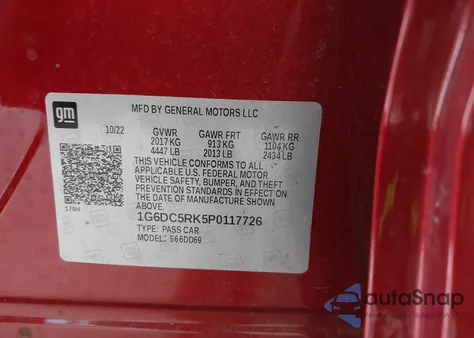 gm
MFD BY GENERAL MOTORS LLC
10/22 GVWR GAWR FRT GAWR RR
2017 KG 913 KG 1104 KG
4447 LB 2013 LB 2434 LB
THIS VEHICLE CONFORMS TO ALL
APPLICABLE U.S. FEDERAL MOTOR
VEHICLE SAFETY, BUMPER, AND THEFT
PREVENTION STANDARDS IN EFFECT ON
THE DATE OF MANUFACTURE SHOWN
ABOVE.
1G6DC5RK5P0117726
TYPE: PASS CAR
MODEL: 566DD69
autoSnap